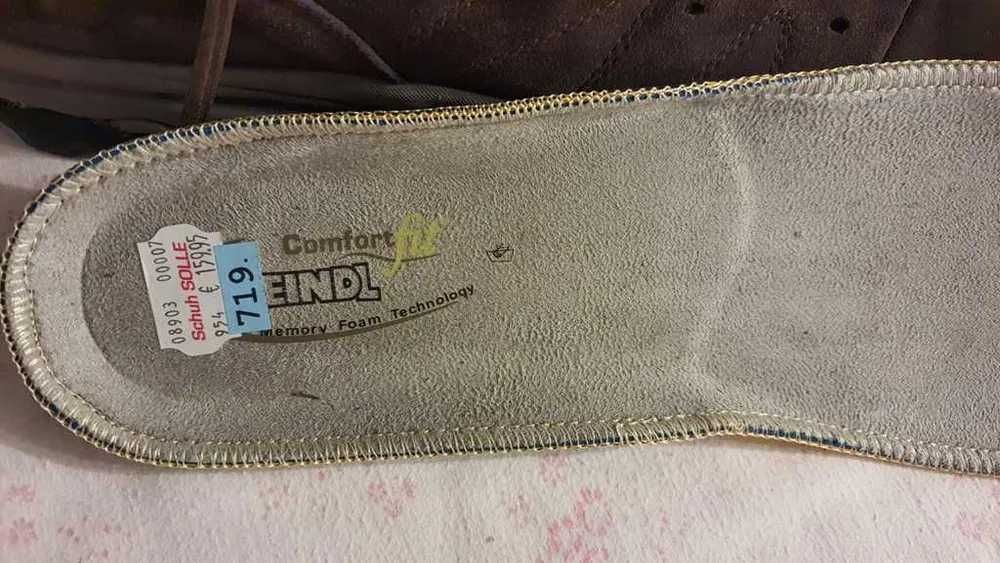 Comfort fit
EINDL
Memory Foam Technology
08903 00007
Schuh SOLLE
954 € 159.95
719.